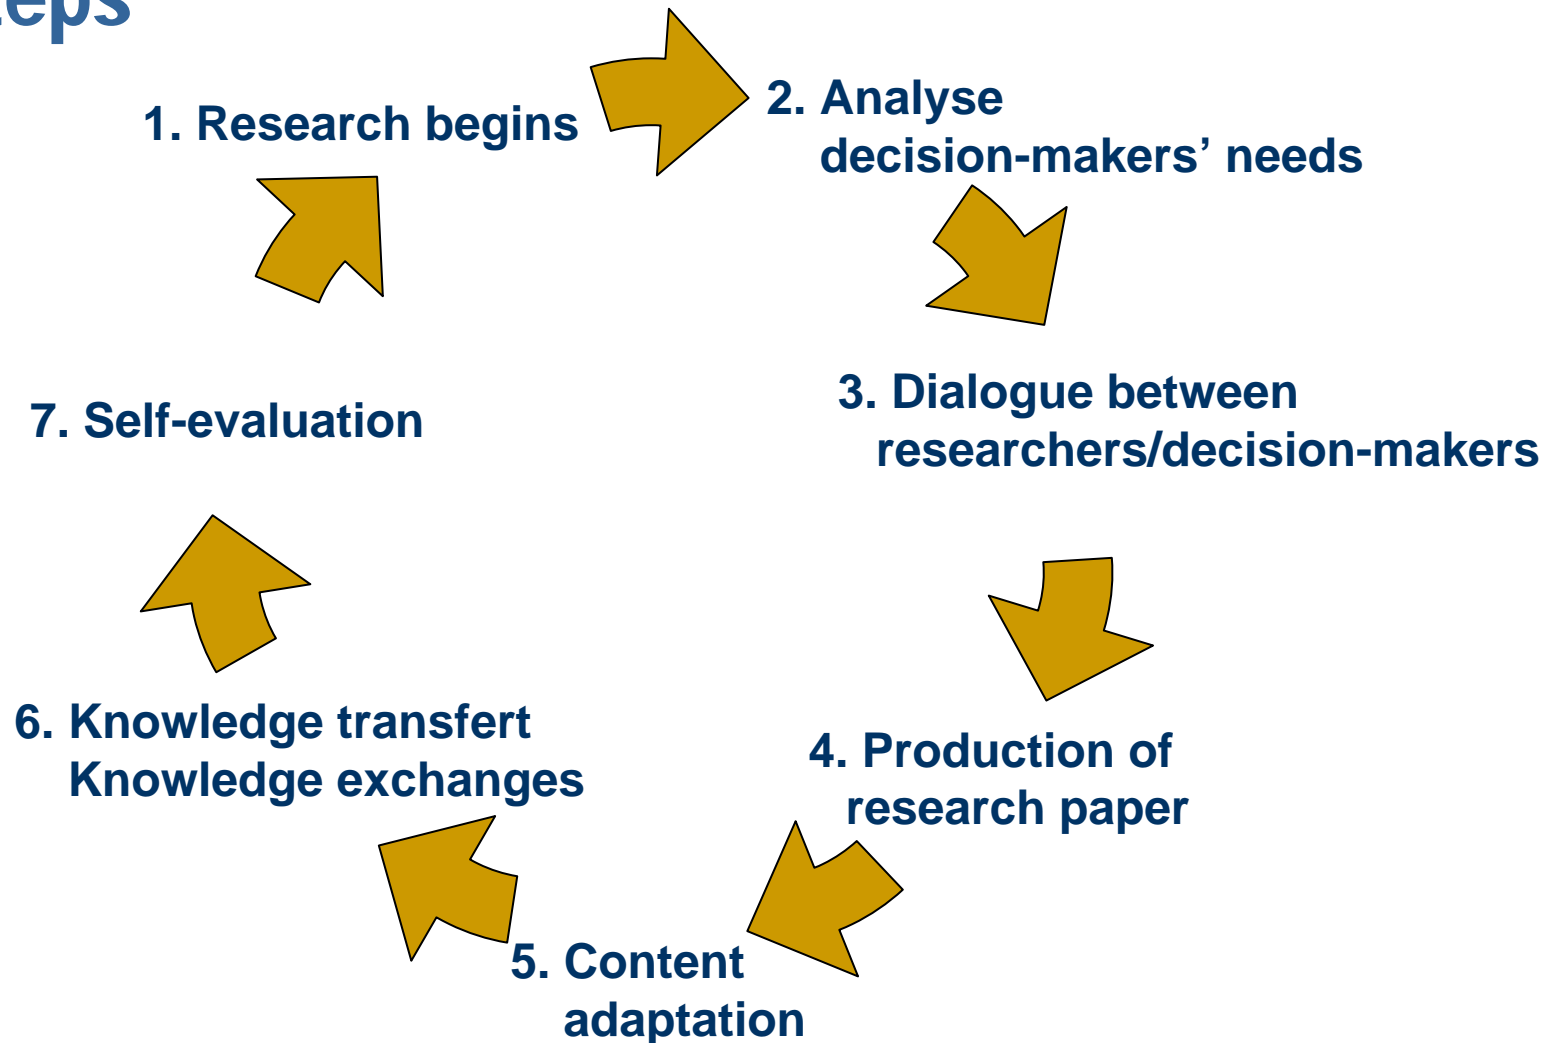 1. Research begins
2. Analyse
decision-makers’ needs
3. Dialogue between
researchers/decision-makers
4. Production of
research paper
5. Content
adaptation
6. Knowledge transfert
Knowledge exchanges
7. Self-evaluation